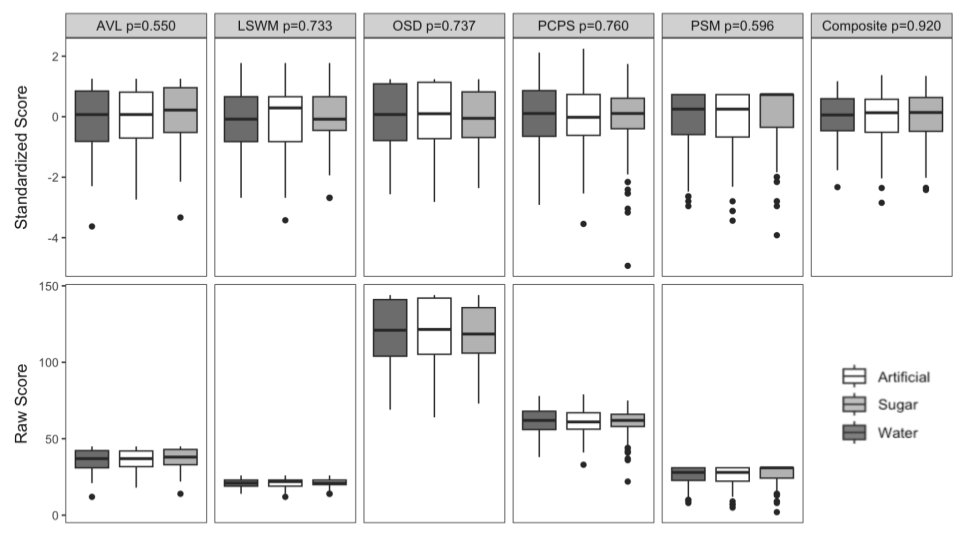 AVL p=0.550 LSWM p=0.733 OSD p=0.737 PCPS p=0.760 PSM p=0.596 Composite p=0.920
Standardized Score
2
0
-2
-4
Raw Score
150
100
50
0
Artificial
Sugar
Water